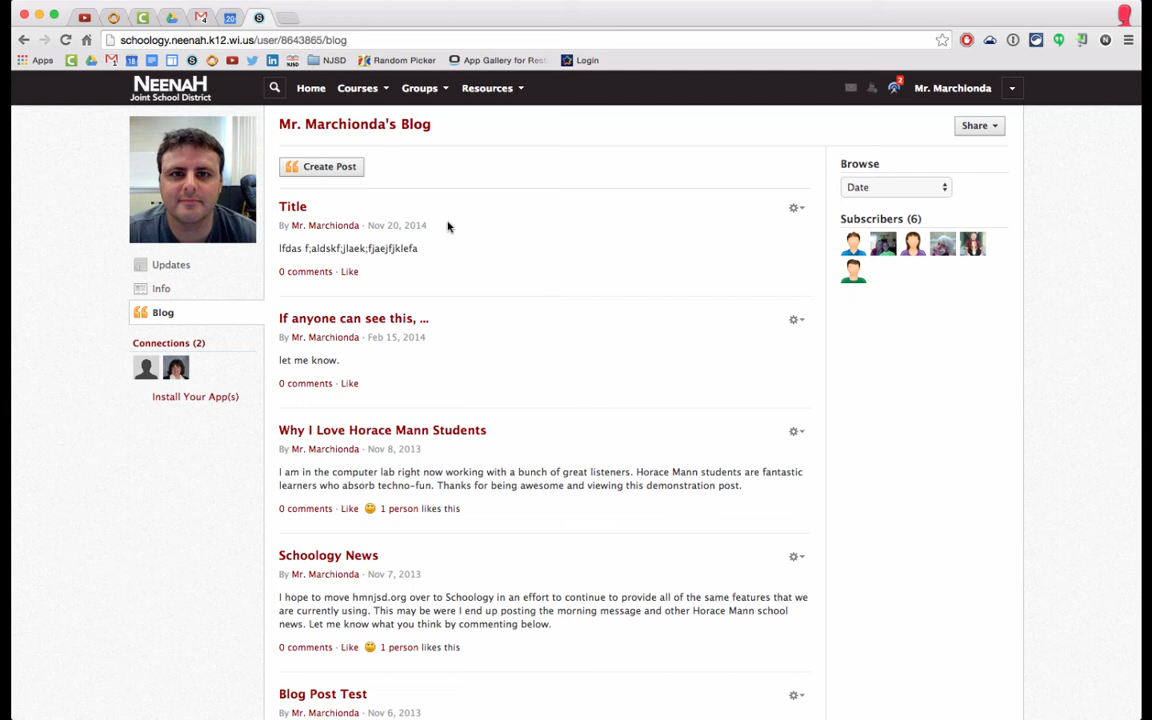 schoology.neenah.k12.wi.us/user/8643865/blog
Apps NJSD Random Picker App Gallery for Rest Login
NEENAH
Joint School District
Home Courses Groups Resources 2 Mr. Marchionda
Mr. Marchionda's Blog
Share
Create Post
Browse
Date
Title
By Mr. Marchionda · Nov 20, 2014
Subscribers (6)
lfdas f;aldskf;jlaek;fjaejfjklefa
Updates
0 comments · Like
Info
Blog
If anyone can see this, ...
By Mr. Marchionda · Feb 15, 2014
Connections (2)
let me know.
0 comments · Like
Install Your App(s)
Why I Love Horace Mann Students
By Mr. Marchionda · Nov 8, 2013
I am in the computer lab right now working with a bunch of great listeners. Horace Mann students are fantastic
learners who absorb techno-fun. Thanks for being awesome and viewing this demonstration post.
0 comments · Like 1 person likes this
Schoology News
By Mr. Marchionda · Nov 7, 2013
I hope to move hmnjsd.org over to Schoology in an effort to continue to provide all of the same features that we
are currently using. This may be were I end up posting the morning message and other Horace Mann school
news. Let me know what you think by commenting below.
0 comments · Like 1 person likes this
Blog Post Test
By Mr. Marchionda · Nov 6, 2013